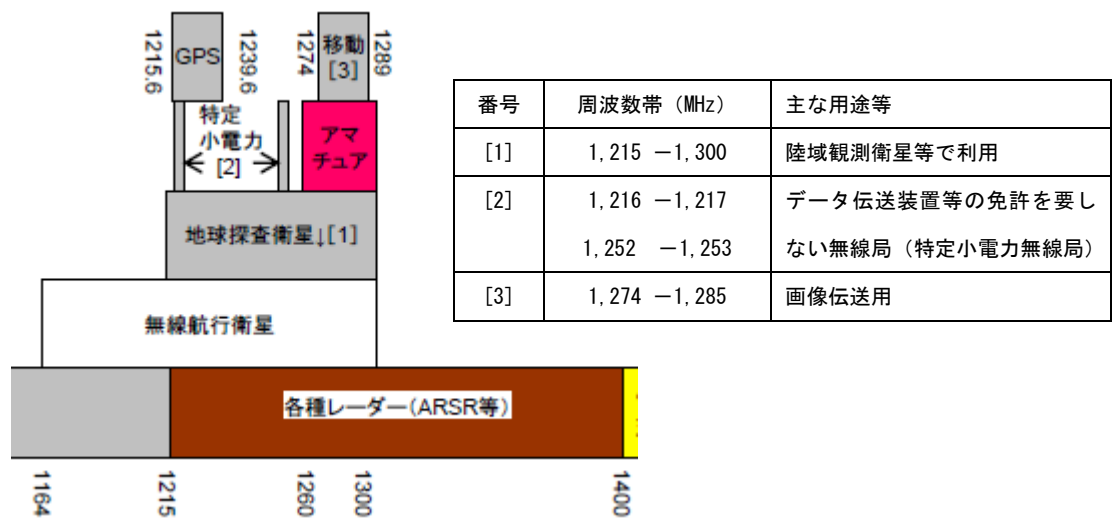 1215.6
GPS
1239.6
1274
移動
[3]
1289
特定
小電力
[2]
アマ
チュア
地球探査衛星↓[1]
無線航行衛星
各種レーダー(ARSR等)
1164
1215
1260
1300
1400
番号 周波数帯（MHz） 主な用途等
[1] 1,215 －1,300 陸域観測衛星等で利用
[2] 1,216 －1,217 データ伝送装置等の免許を要し
1,252 －1,253 ない無線局（特定小電力無線局）
[3] 1,274 －1,285 画像伝送用